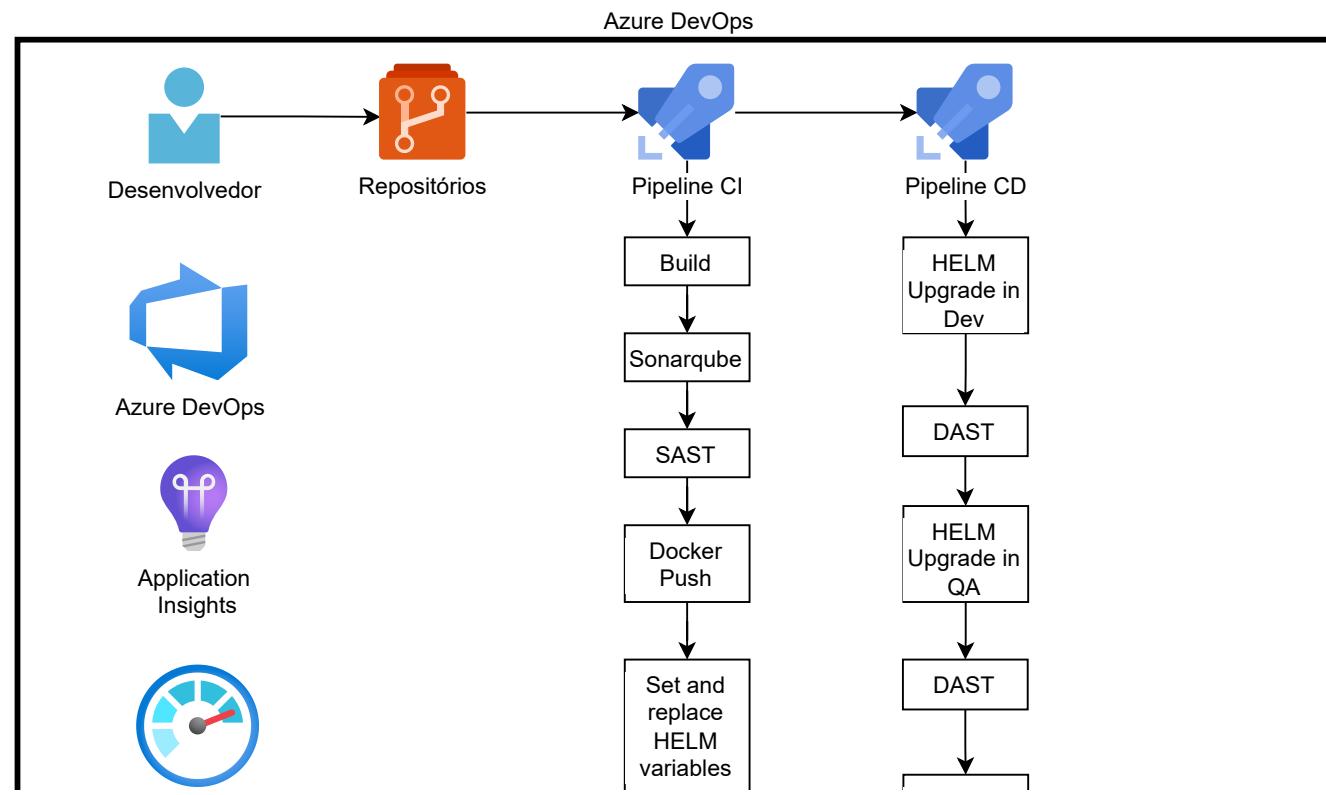 Azure DevOps
Desenvolvedor
Repositórios
Pipeline CI
Pipeline CD
Build
HELM
Upgrade in
Dev
Sonarqube
Azure DevOps
DAST
SAST
HELM
Upgrade in
QA
Docker
Push
Application
Insights
Set and
replace
HELM
variables
DAST